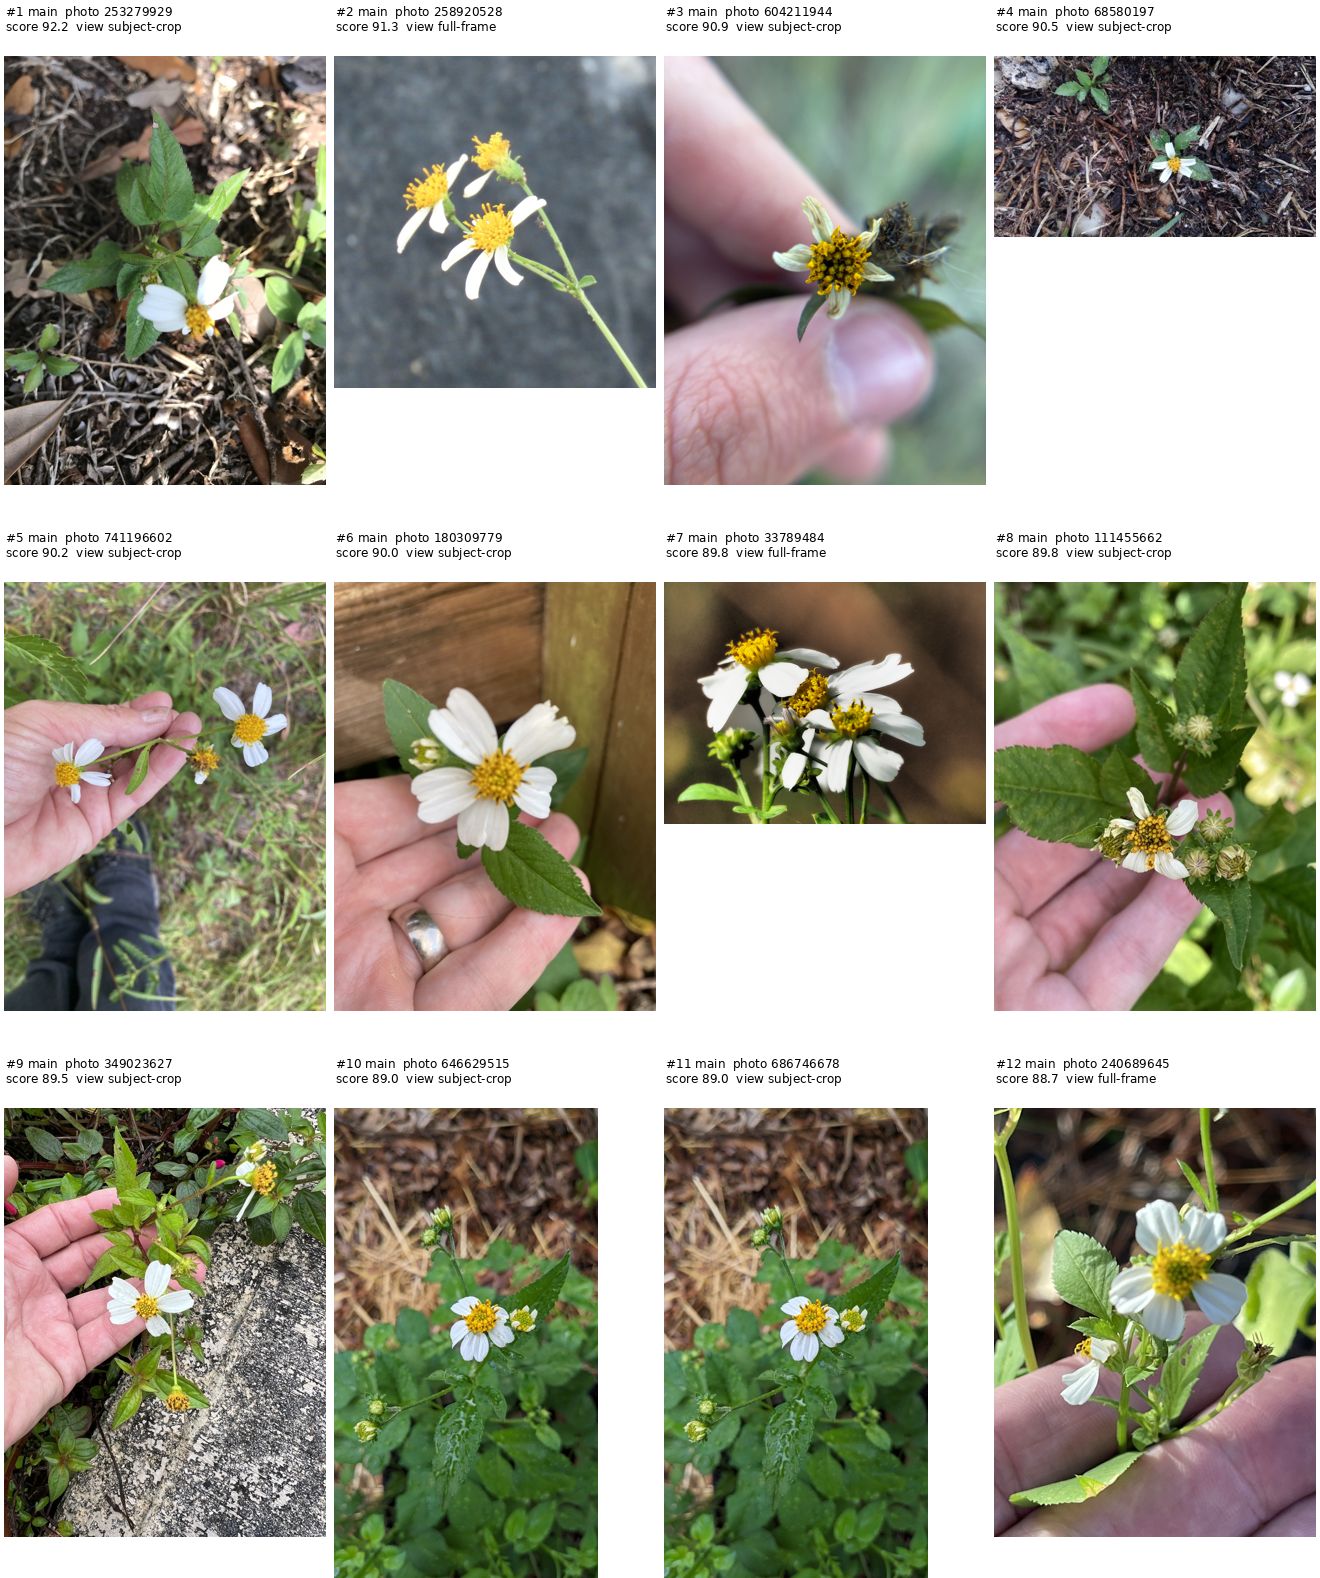 #1 main photo 253279929
score 92.2 view subject-crop
#2 main photo 258920528
score 91.3 view full-frame
#3 main photo 604211944
score 90.9 view subject-crop
#4 main photo 68580197
score 90.5 view subject-crop
#5 main photo 741196602
score 90.2 view subject-crop
#6 main photo 180309779
score 90.0 view subject-crop
#7 main photo 33789484
score 89.8 view full-frame
#8 main photo 111455662
score 89.8 view subject-crop
#9 main photo 349023627
score 89.5 view subject-crop
#10 main photo 646629515
score 89.0 view subject-crop
#11 main photo 686746678
score 89.0 view subject-crop
#12 main photo 240689645
score 88.7 view full-frame